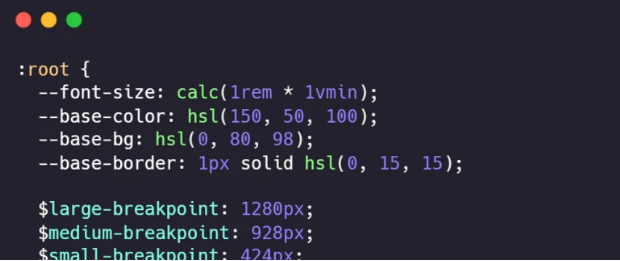 :root {
--font-size: calc(1rem * 1vmin);
--base-color: hsl(150, 50, 100);
--base-bg: hsl(0, 80, 98);
--base-border: 1px solid hsl(0, 15, 15);
$large-breakpoint: 1280px;
$medium-breakpoint: 928px;
$small-breakpoint: 424px;